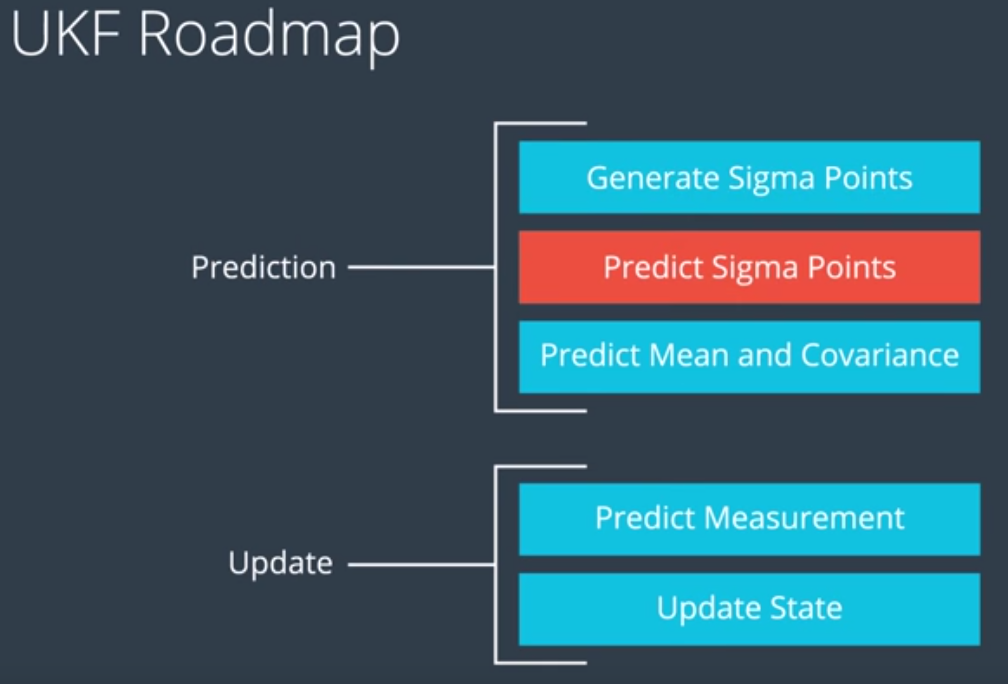 UKF Roadmap
Prediction
Generate Sigma Points
Predict Sigma Points
Predict Mean and Covariance
Update
Predict Measurement
Update State